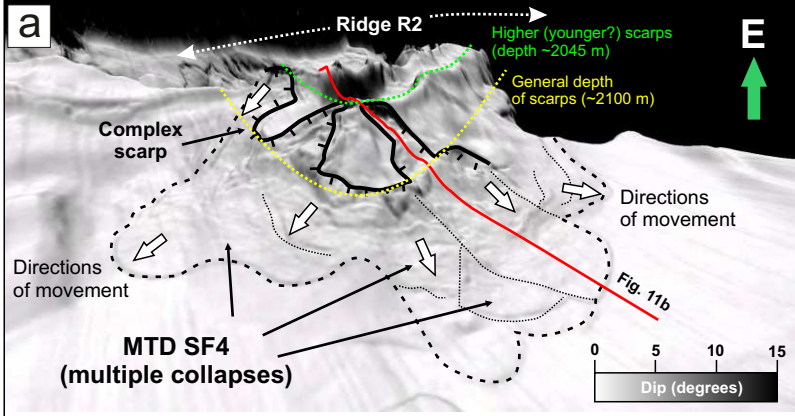 a
Ridge R2
Higher (younger?) scarps
(depth ~2045 m)
E
General depth
of scarps (~2100 m)
Complex
scarp
Directions
of movement
Directions
of movement
Fig. 11b
MTD SF4
(multiple collapses)
0 5 10 15
Dip (degrees)